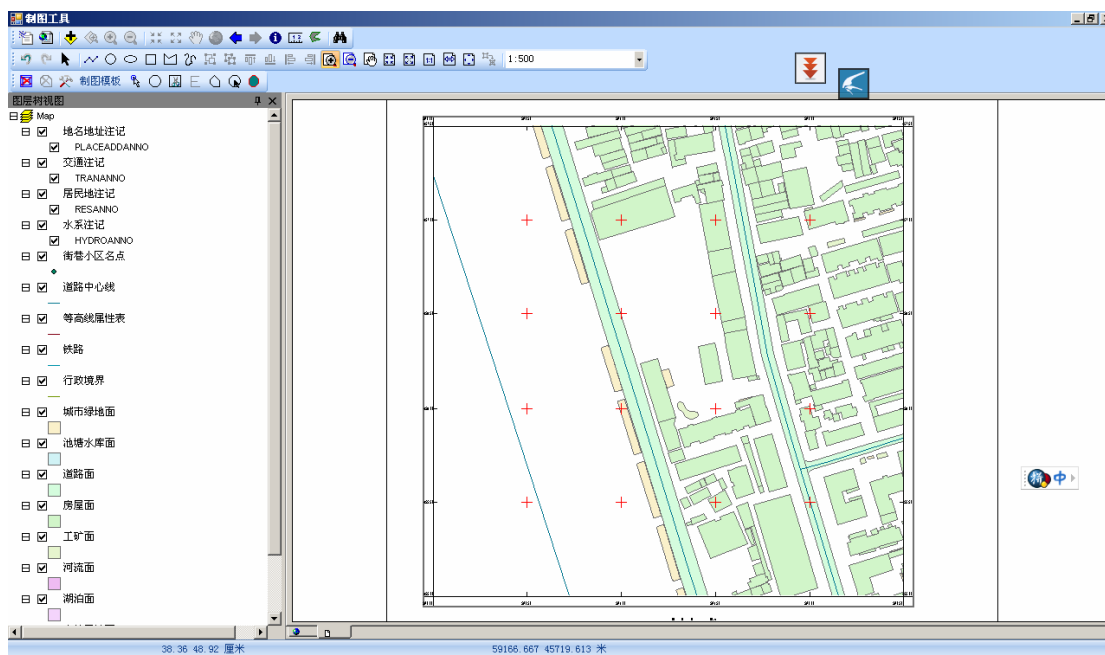 制图工具
1:500
制图模板
图层树视图
Map
地名地址注记
PLACEADDANNO
交通注记
TRANANNO
居民地注记
RESANNO
水系注记
HYDROANNO
街巷小区名点
道路中心线
等高线属性表
铁路
行政境界
城市绿地面
池塘水库面
道路面
房屋面
工矿面
河流面
湖泊面
中
38.36 48.92 厘米
59166.667 45719.613 米